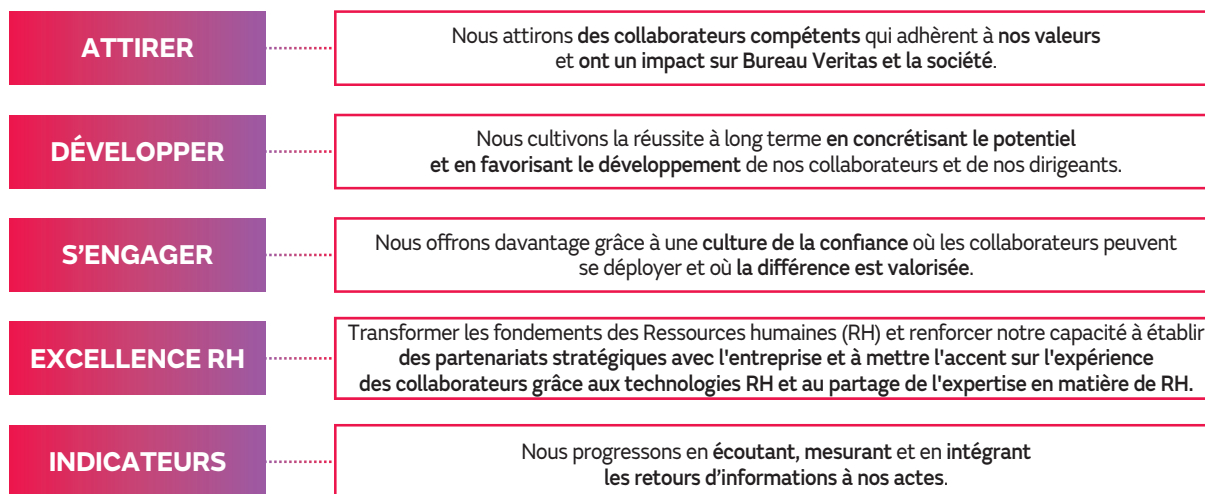 ATTIRER
Nous attirons des collaborateurs compétents qui adhèrent à nos valeurs
et ont un impact sur Bureau Veritas et la société.
DÉVELOPPER
Nous cultivons la réussite à long terme en concrétisant le potentiel
et en favorisant le développement de nos collaborateurs et de nos dirigeants.
S’ENGAGER
Nous offrons davantage grâce à une culture de la confiance où les collaborateurs peuvent
se déployer et où la différence est valorisée.
EXCELLENCE RH
Transformer les fondements des Ressources humaines (RH) et renforcer notre capacité à établir
des partenariats stratégiques avec l'entreprise et à mettre l'accent sur l'expérience
des collaborateurs grâce aux technologies RH et au partage de l'expertise en matière de RH.
INDICATEURS
Nous progressons en écoutant, mesurant et en intégrant
les retours d’informations à nos actes.